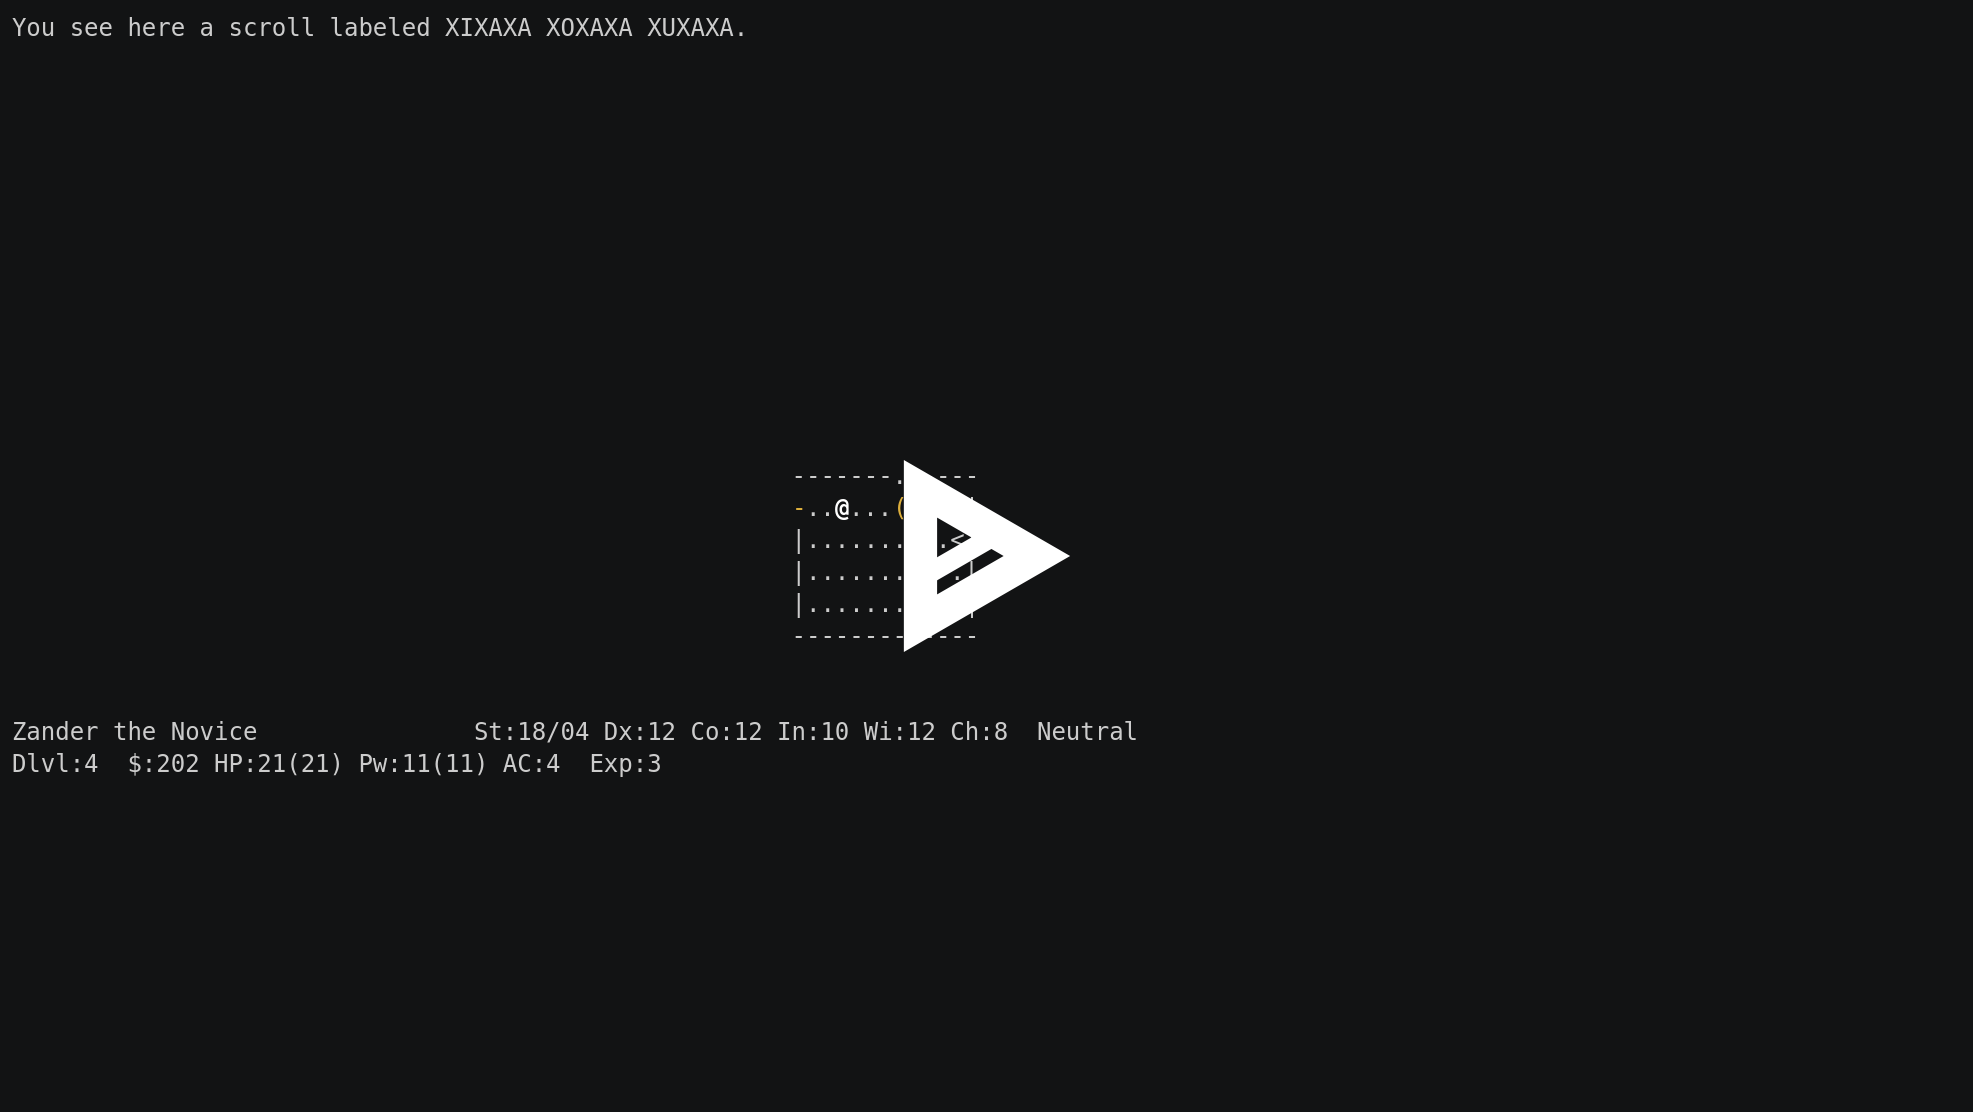 You see here a scroll labeled XIXAXA XOXAXA XUXAXA.
-------. ---
-..@...(
|....... .<
|....... .|
|....... |
-------- ---
Zander the Novice St:18/04 Dx:12 Co:12 In:10 Wi:12 Ch:8 Neutral
Dlvl:4 $:202 HP:21(21) Pw:11(11) AC:4 Exp:3